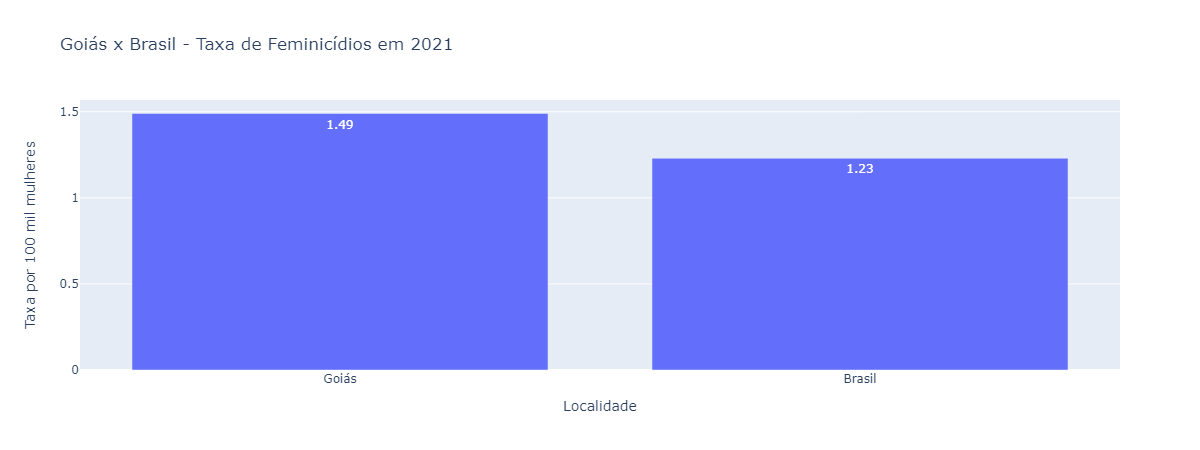 Goiás x Brasil - Taxa de Feminicídios em 2021
Taxa por 100 mil mulheres
1.5
1
0.5
0
1.49
1.23
Goiás
Brasil
Localidade